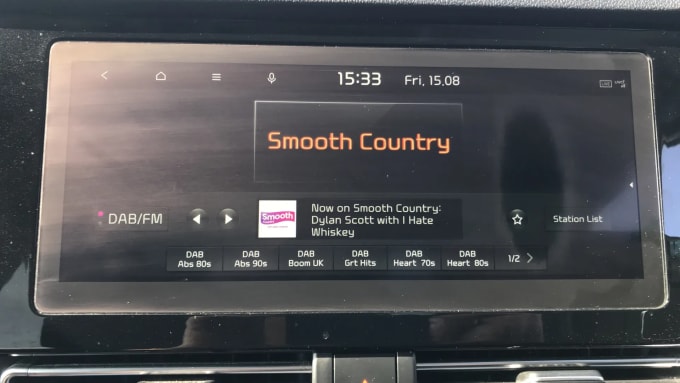 15:33 Fri, 15.08
Smooth Country
DAB/FM
Smooth
Now on Smooth Country:
Dylan Scott with I Hate
Whiskey
Station List
DAB
Abs 80s
DAB
Abs 90s
DAB
Boom UK
DAB
Grt Hits
DAB
Heart 70s
DAB
Heart 80s
1/2